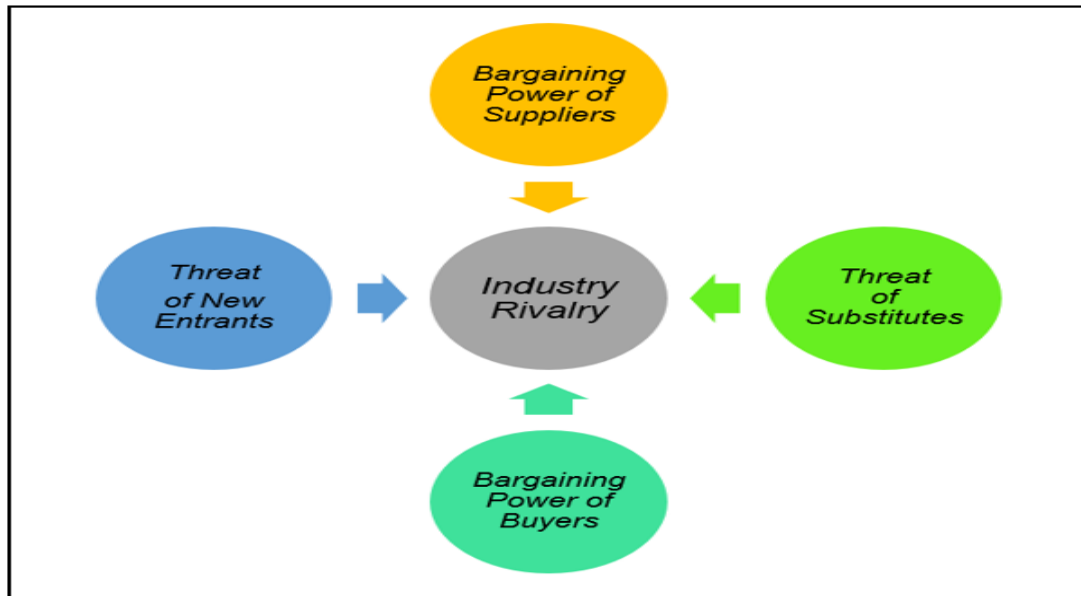 Bargaining
Power of
Suppliers
Threat
of New
Entrants
Industry
Rivalry
Threat
of
Substitutes
Bargaining
Power of
Buyers